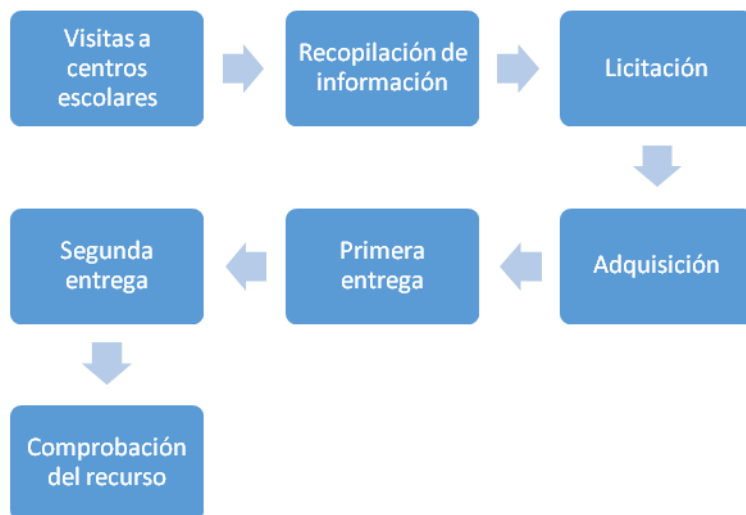 Visitas a
centros
escolares
Recopilación de
información
Licitación
Adquisición
Primera
entrega
Segunda
entrega
Comprobación
del recurso